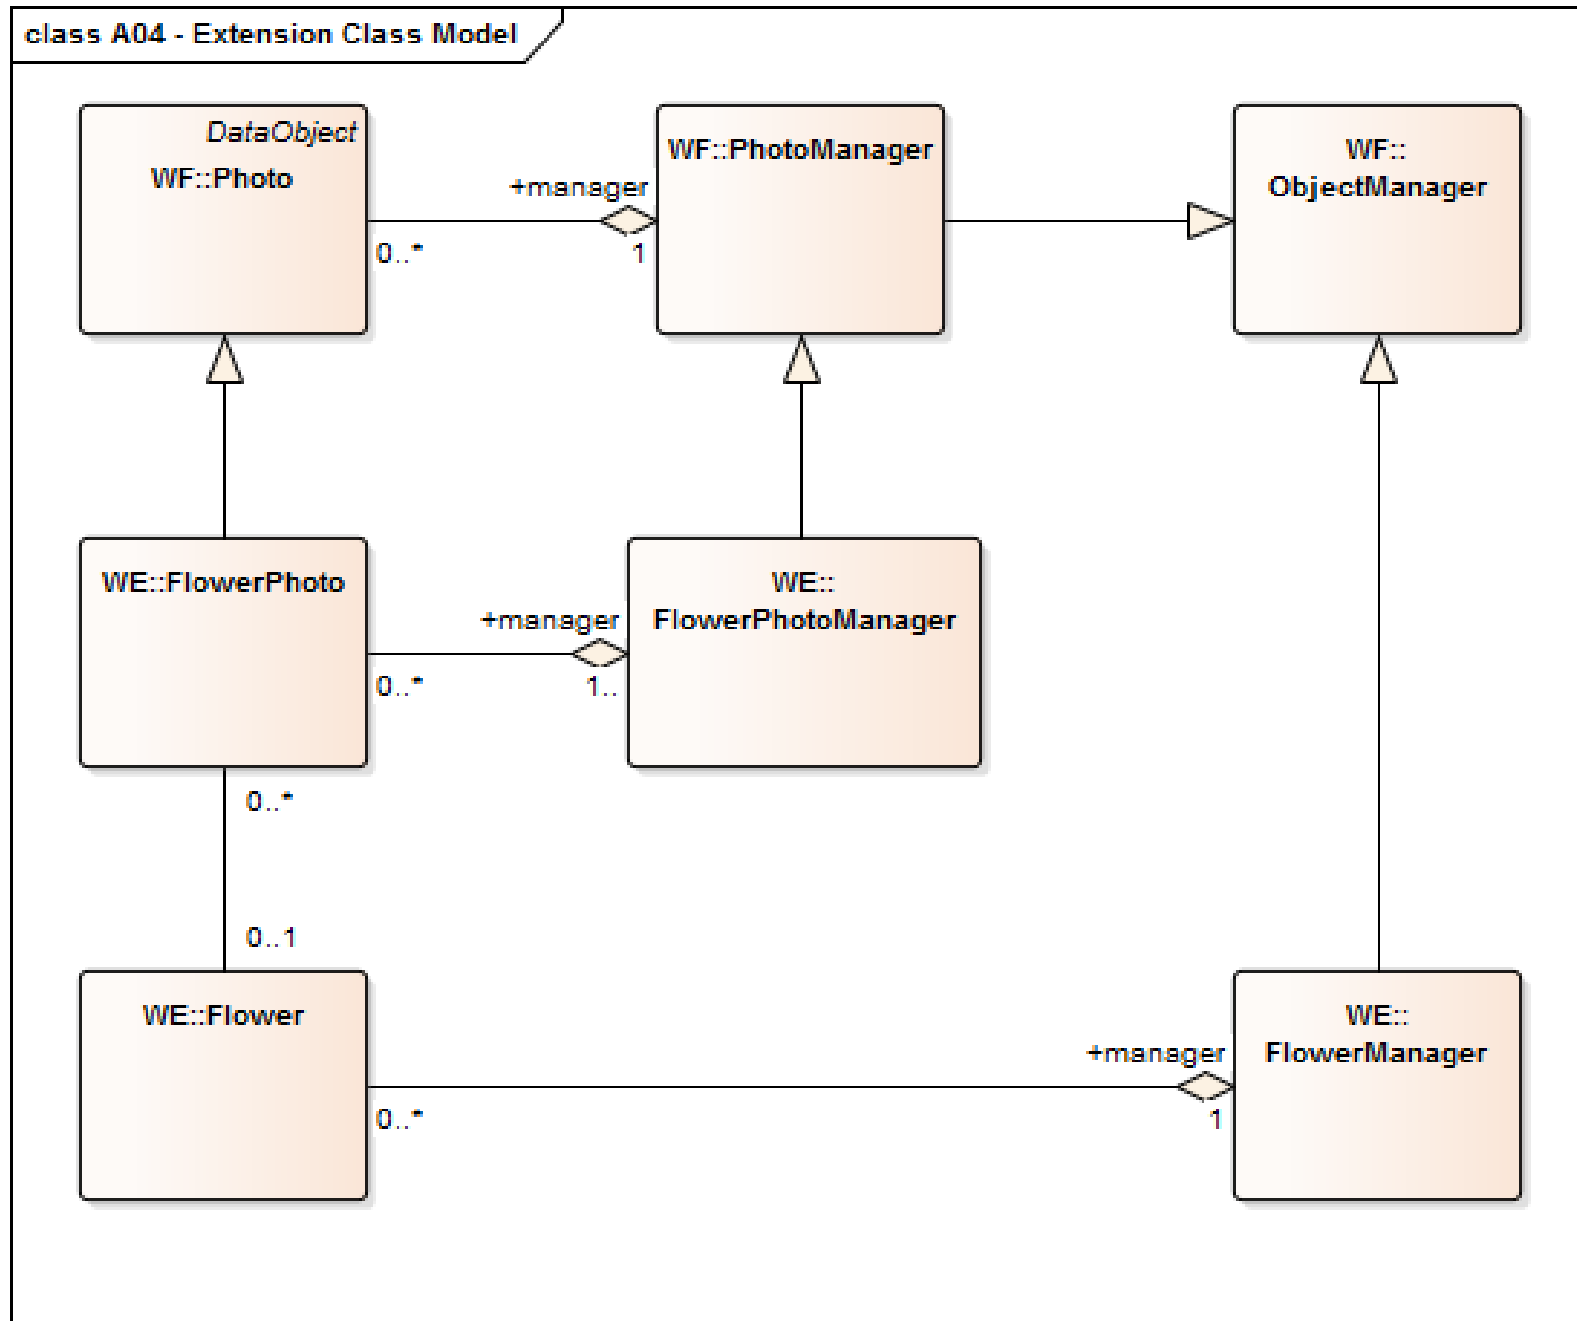 class A04 - Extension Class Model
DataObject
WF::Photo
+manager
0..*
1
WF::PhotoManager
WF::
ObjectManager
WE::FlowerPhoto
+manager
0..*
1..
WE::
FlowerPhotoManager
0..*
0..1
WE::Flower
+manager
0..*
1
WE::
FlowerManager